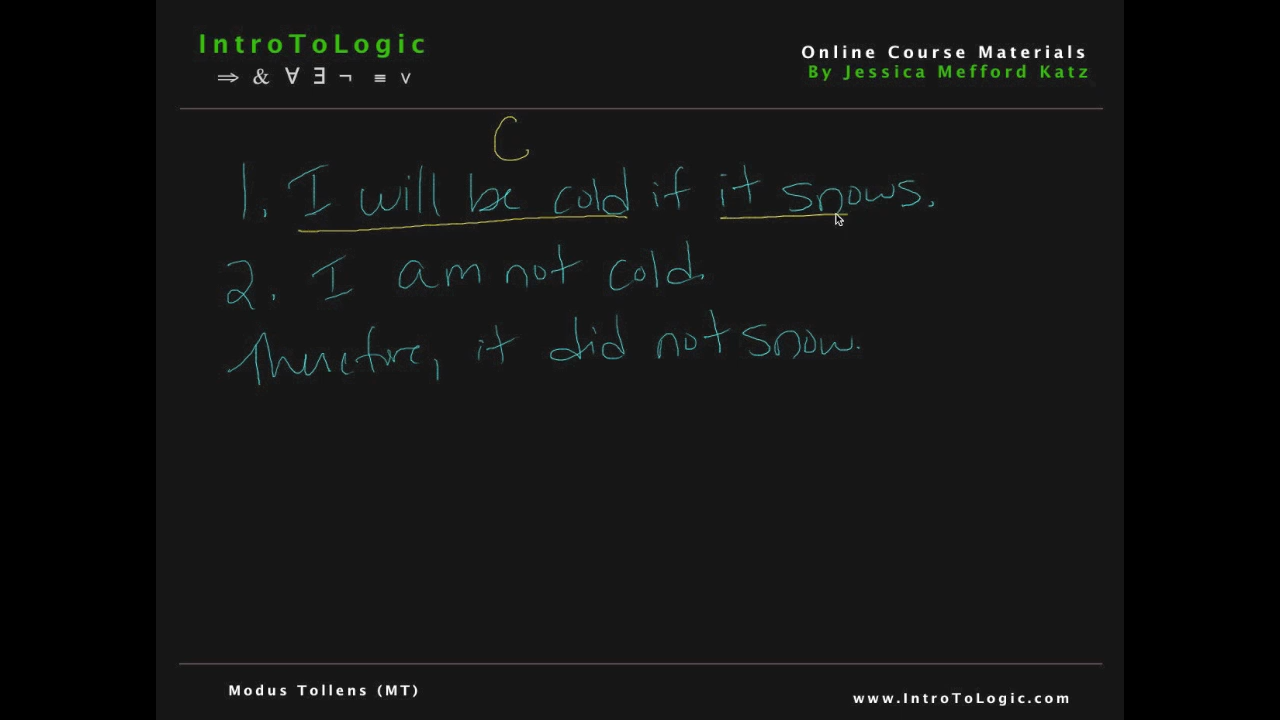 IntroToLogic
⇒ & ∀ ∃ ¬ ≡ v
Online Course Materials
By Jessica Mefford Katz
C
1. I will be cold if it snows.
2. I am not cold.
Therefore, it did not snow.
Modus Tollens (MT)
www.IntroToLogic.com